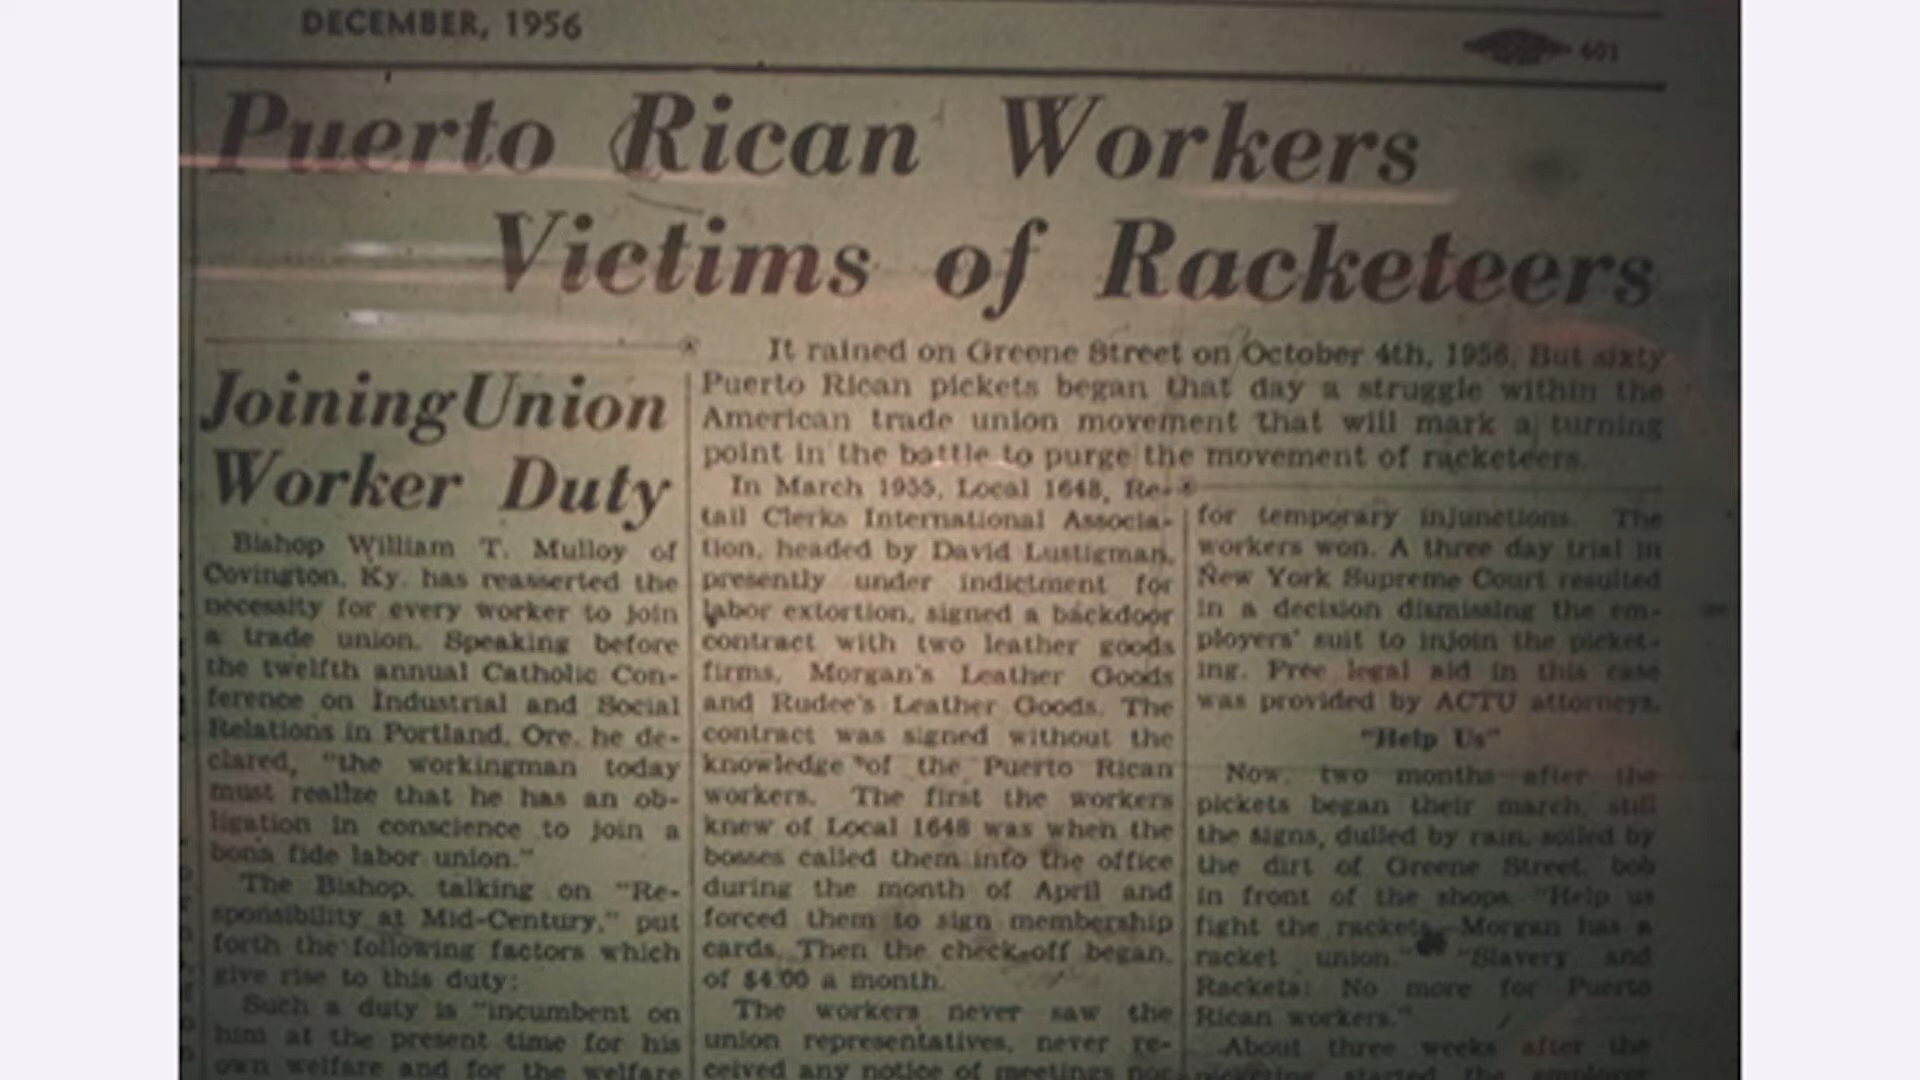 DECEMBER, 1956
601
Puerto Rican Workers
Victims of Racketeers
Joining Union
Worker Duty
Bishop William T. Mulloy of
Covington, Ky. has reasserted the
necessity for every worker to join
a trade union. Speaking before
the twelfth annual Catholic Con-
ference on Industrial and Social
Relations in Portland, Ore. he de-
clared, "the workingman today
must realize that he has an ob-
ligation in conscience to join a
bona fide labor union."
The Bishop, talking on "Re-
sponsibility at Mid-Century," put
forth the following factors which
give rise to this duty:
Such a duty is "incumbent on
him at the present time for his
own welfare and for the welfare
It rained on Greene Street on October 4th, 1956. But sixty
Puerto Rican pickets began that day a struggle within the
American trade union movement that will mark a turning
point in the battle to purge the movement of racketeers.
In March 1955, Local 1648, Re-
tail Clerks International Associa-
tion, headed by David Lustigman,
presently under indictment for
labor extortion, signed a backdoor
contract with two leather goods
firms, Morgan's Leather Goods
and Rudee's Leather Goods. The
contract was signed without the
knowledge of the Puerto Rican
workers. The first the workers
knew of Local 1648 was when the
bosses called them into the office
during the month of April and
forced them to sign membership
cards. Then the check-off began,
of $4.00 a month.
The workers never saw the
union representatives, never re-
ceived any notice of meetings nor
for temporary injunctions. The
workers won. A three day trial in
New York Supreme Court resulted
in a decision dismissing the em-
ployers' suit to injoin the picket-
ing. Free legal aid in this case
was provided by ACTU attorneys.
"Help Us"
Now, two months after the
pickets began their march, still
the signs, dulled by rain, soiled by
the dirt of Greene Street, bob
in front of the shops. "Help us
fight the rackets—Morgan has a
racket union." "Slavery and
Rackets: No more for Puerto
Rican workers."
About three weeks after the
picketing started the employer